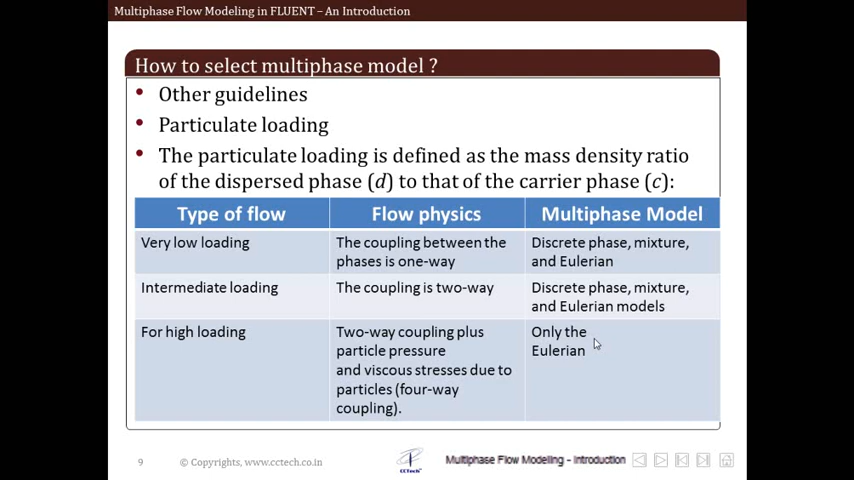 Multiphase Flow Modeling in FLUENT – An Introduction
How to select multiphase model ?
• Other guidelines
• Particulate loading
• The particulate loading is defined as the mass density ratio
of the dispersed phase (d) to that of the carrier phase (c):
Type of flow Flow physics Multiphase Model
Very low loading
The coupling between the
phases is one-way
Discrete phase, mixture,
and Eulerian
Intermediate loading
The coupling is two-way
Discrete phase, mixture,
and Eulerian models
For high loading
Two-way coupling plus
particle pressure
and viscous stresses due to
particles (four-way
coupling).
Only the
Eulerian
9
© Copyrights, www.cctech.co.in
CCTech
Multiphase Flow Modeling - Introduction